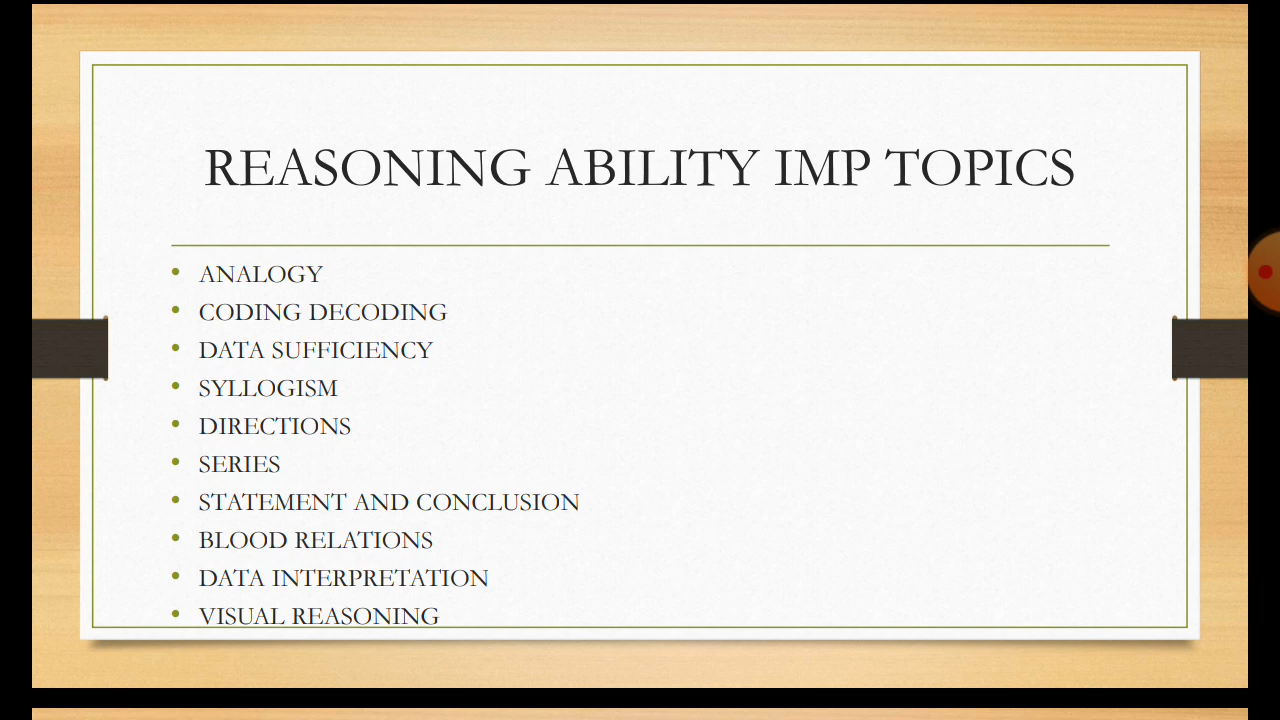 REASONING ABILITY IMP TOPICS
• ANALOGY
• CODING DECODING
• DATA SUFFICIENCY
• SYLLOGISM
• DIRECTIONS
• SERIES
• STATEMENT AND CONCLUSION
• BLOOD RELATIONS
• DATA INTERPRETATION
• VISUAL REASONING